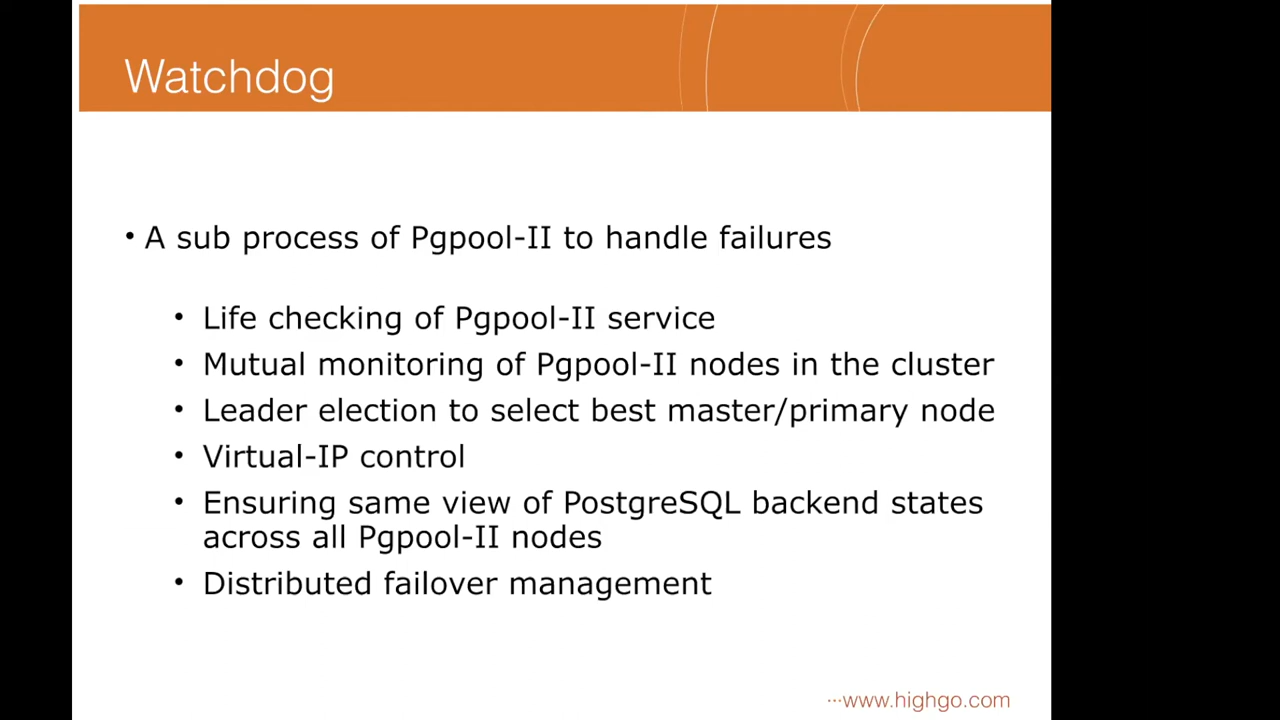 Watchdog
• A sub process of Pgpool-II to handle failures
• Life checking of Pgpool-II service
• Mutual monitoring of Pgpool-II nodes in the cluster
• Leader election to select best master/primary node
• Virtual-IP control
• Ensuring same view of PostgreSQL backend states
across all Pgpool-II nodes
• Distributed failover management
···www.highgo.com